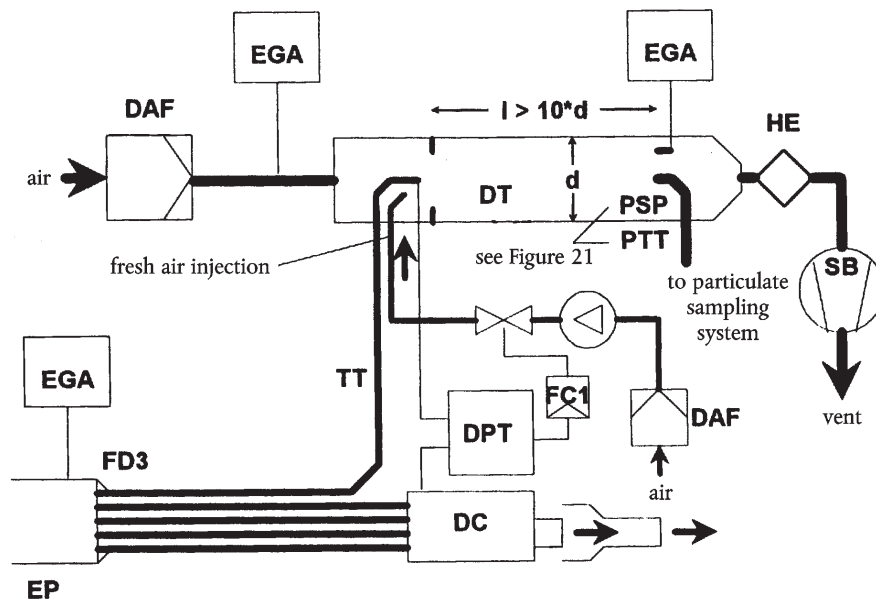 EGA
EGA
DAF
l > 10*d
HE
air
d
DT
PSP
PTT
fresh air injection
see Figure 21
to particulate
sampling
system
SB
EGA
TT
FC1
DAF
vent
DPT
FD3
air
DC
EP